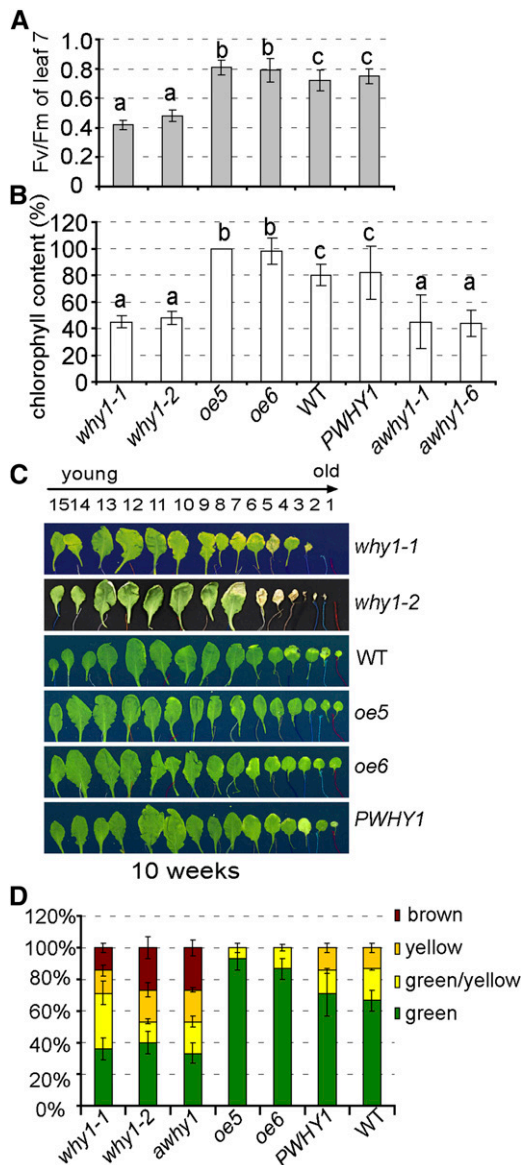 A
Fv/Fm of leaf 7
1.0
0.8
0.6
0.4
0.2
0
a
a
b
b
c
c
B
chlorophyll content (%)
120
100
80
60
40
20
0
a
a
b
b
c
c
a
a
why1-1
why1-2
oe5
oe6
WT
PWHY1
awhy1-1
awhy1-6
C
young
old
15 14 13 12 11 10 9 8 7 6 5 4 3 2 1
why1-1
why1-2
WT
oe5
oe6
PWHY1
10 weeks
D
120%
100%
80%
60%
40%
20%
0%
brown
yellow
green/yellow
green
why1-1
why1-2
awhy1
oe5
oe6
PWHY1
WT